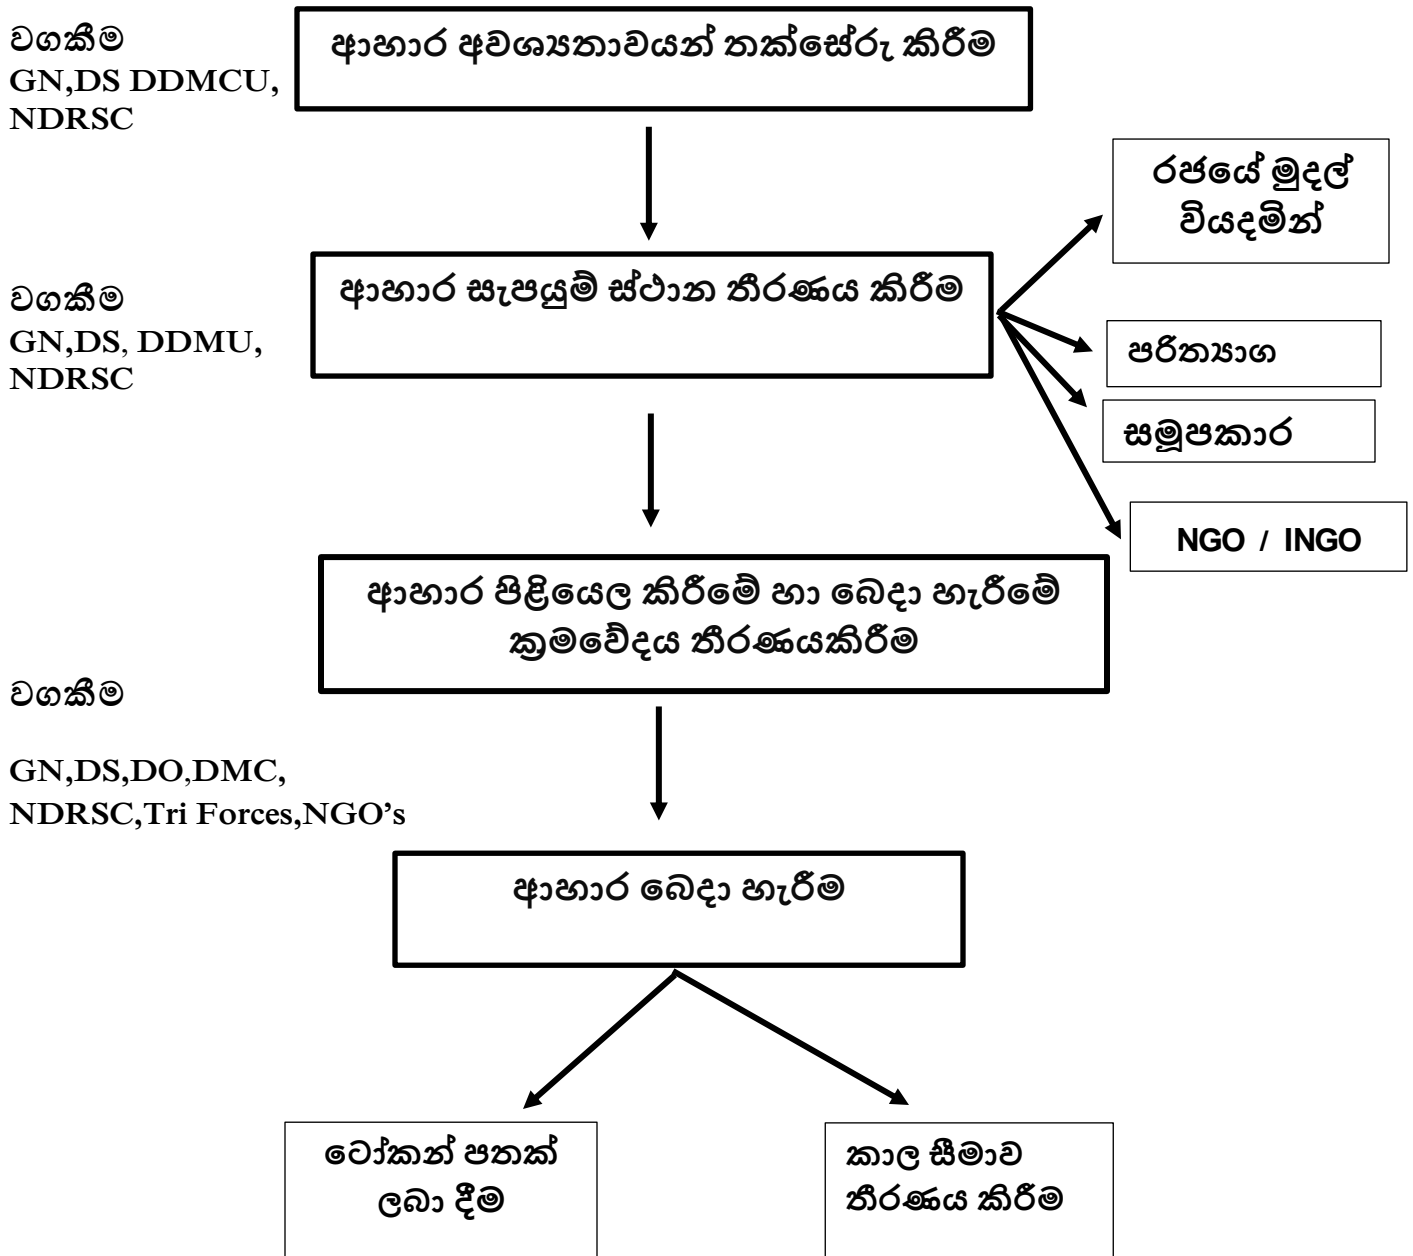 වගකීම
GN,DS DDMCU,
NDRSC
ආහාර අවශ්‍යතාවයන් තක්සේරු කිරීම
රජයේ මුදල්
වියදමින්
වගකීම
GN,DS, DDMU,
NDRSC
ආහාර සැපයුම් ස්ථාන තීරණය කිරීම
පරිත්‍යාග
සමූපකාර
NGO / INGO
ආහාර පිළියෙල කිරීමේ හා බෙදා හැරීමේ
ක්‍රමවේදය තීරණයකිරීම
වගකීම
GN,DS,DO,DMC,
NDRSC,Tri Forces,NGO’s
ආහාර බෙදා හැරීම
ටෝකන් පතක්
ලබා දීම
කාල සීමාව
තීරණය කිරීම